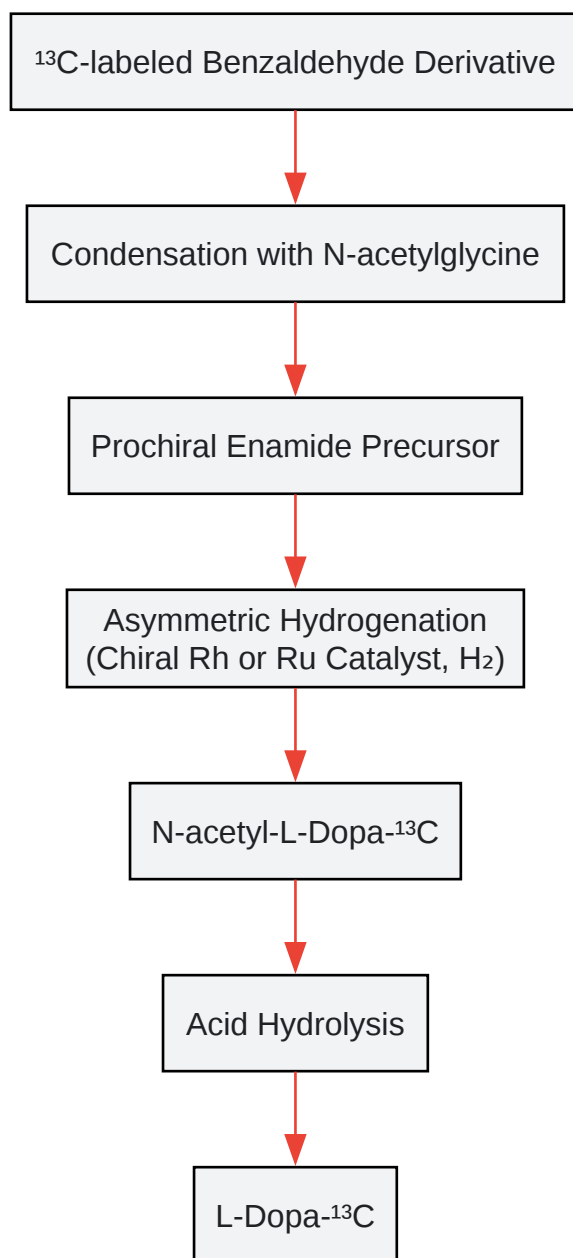 ¹³C-labeled Benzaldehyde Derivative
Condensation with N-acetylglycine
Prochiral Enamide Precursor
Asymmetric Hydrogenation
(Chiral Rh or Ru Catalyst, H₂)
N-acetyl-L-Dopa-¹³C
Acid Hydrolysis
L-Dopa-¹³C